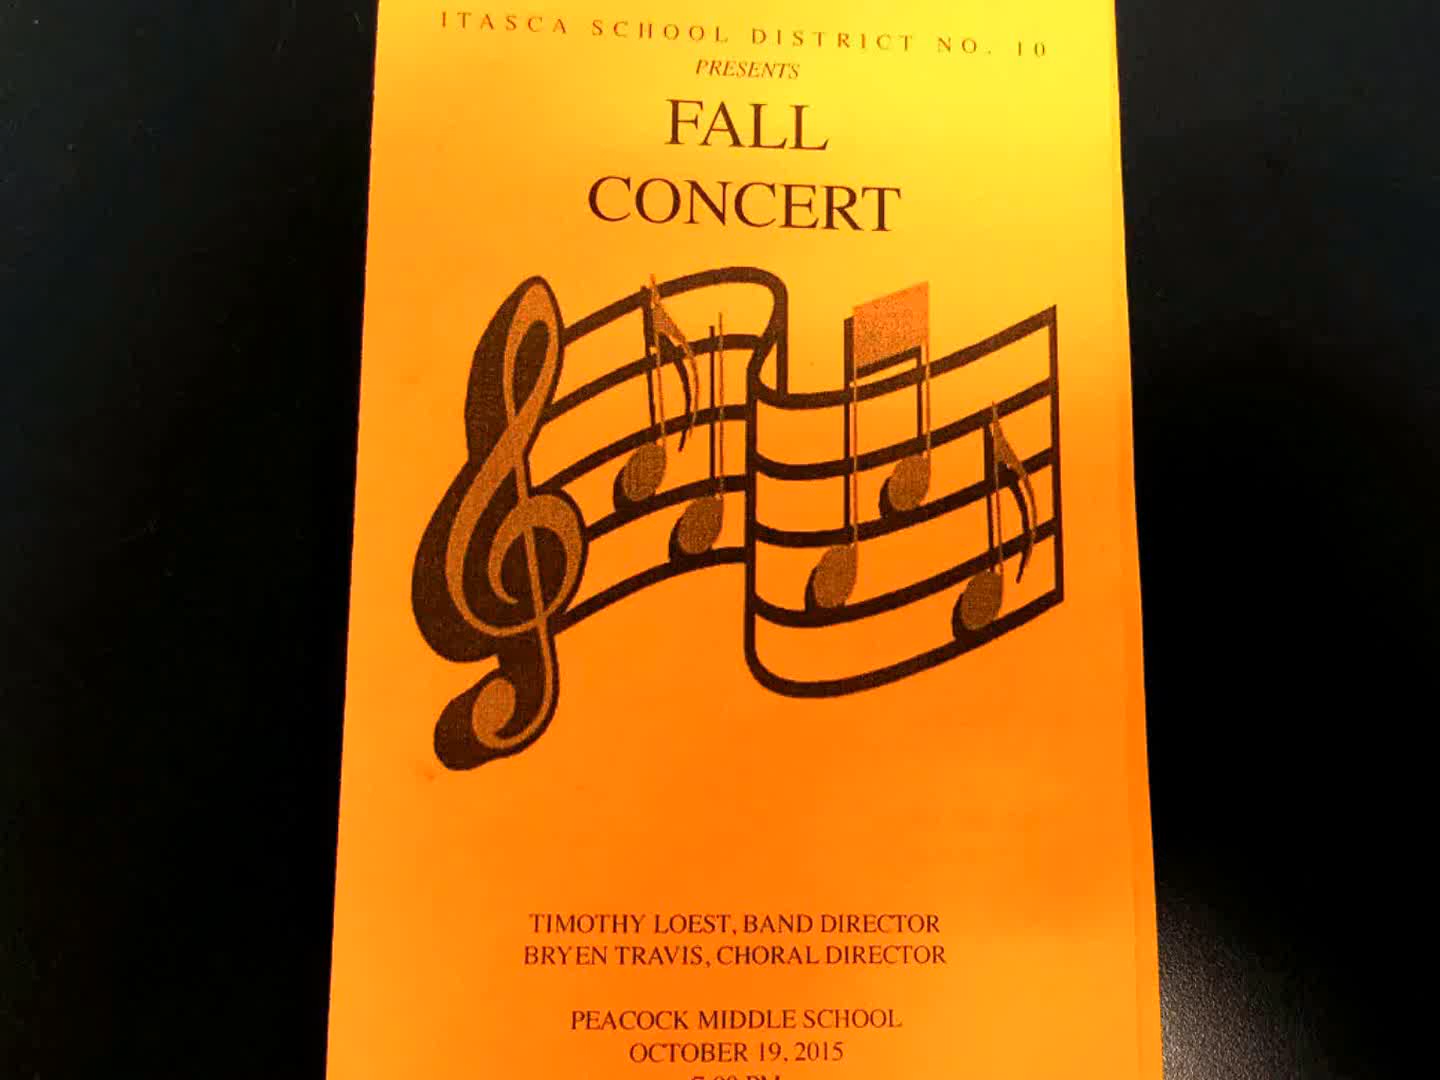 ITASCA SCHOOL DISTRICT NO. 10
PRESENTS
FALL
CONCERT
TIMOTHY LOEST, BAND DIRECTOR
BRYEN TRAVIS, CHORAL DIRECTOR
PEACOCK MIDDLE SCHOOL
OCTOBER 19, 2015